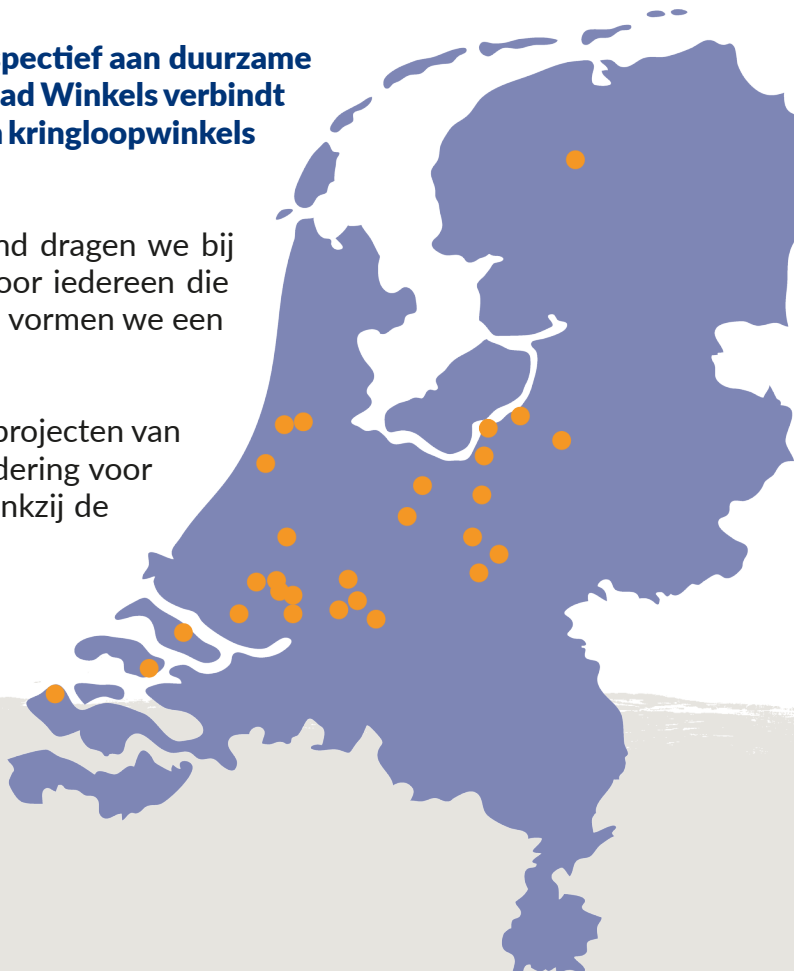 spectief aan duurzame
ad Winkels verbindt
kringloopwinkels
nd dragen we bij
oor iedereen die
vormen we een
projecten van
dering voor
nkzij de